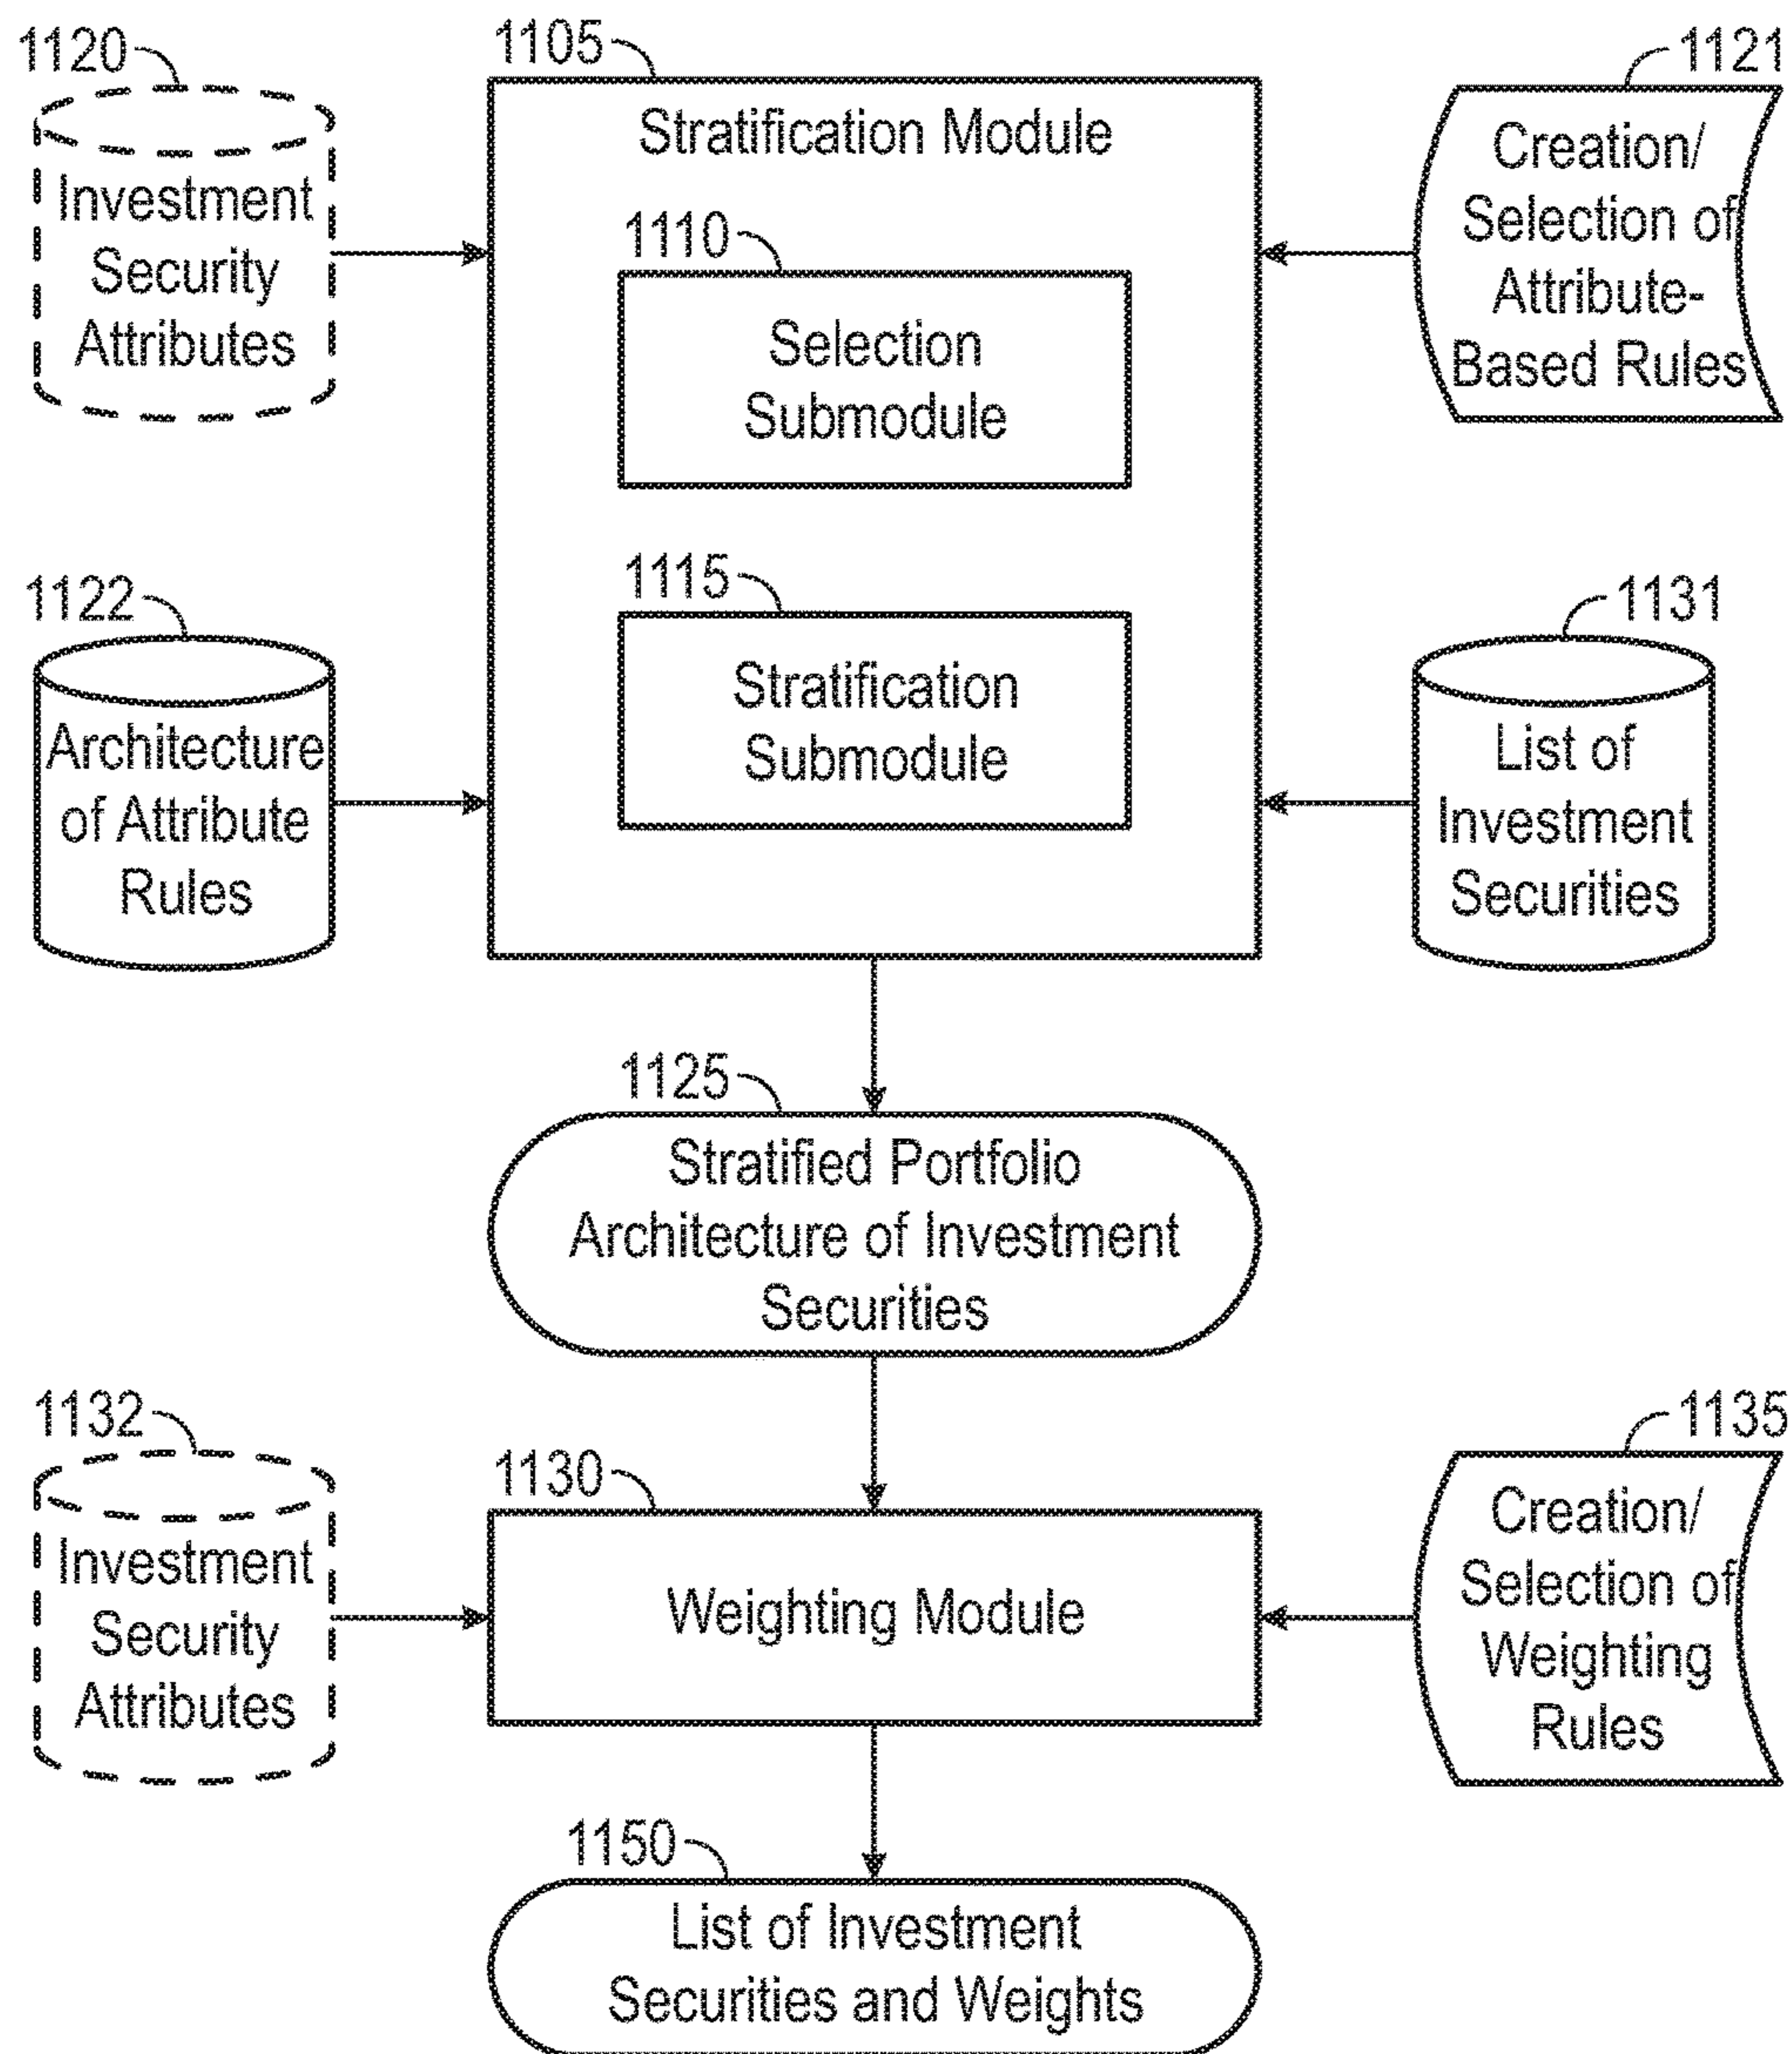 1120
1105
1121
Stratification Module
Investment
Security
Attributes
Creation/
Selection of
Attribute-
Based Rules
1110
Selection
Submodule
1122
1115
1131
Architecture
of Attribute
Rules
Stratification
Submodule
List of
Investment
Securities
1125
Stratified Portfolio
Architecture of Investment
Securities
1132
1130
1135
Investment
Security
Attributes
Weighting Module
Creation/
Selection of
Weighting
Rules
1150
List of Investment
Securities and Weights